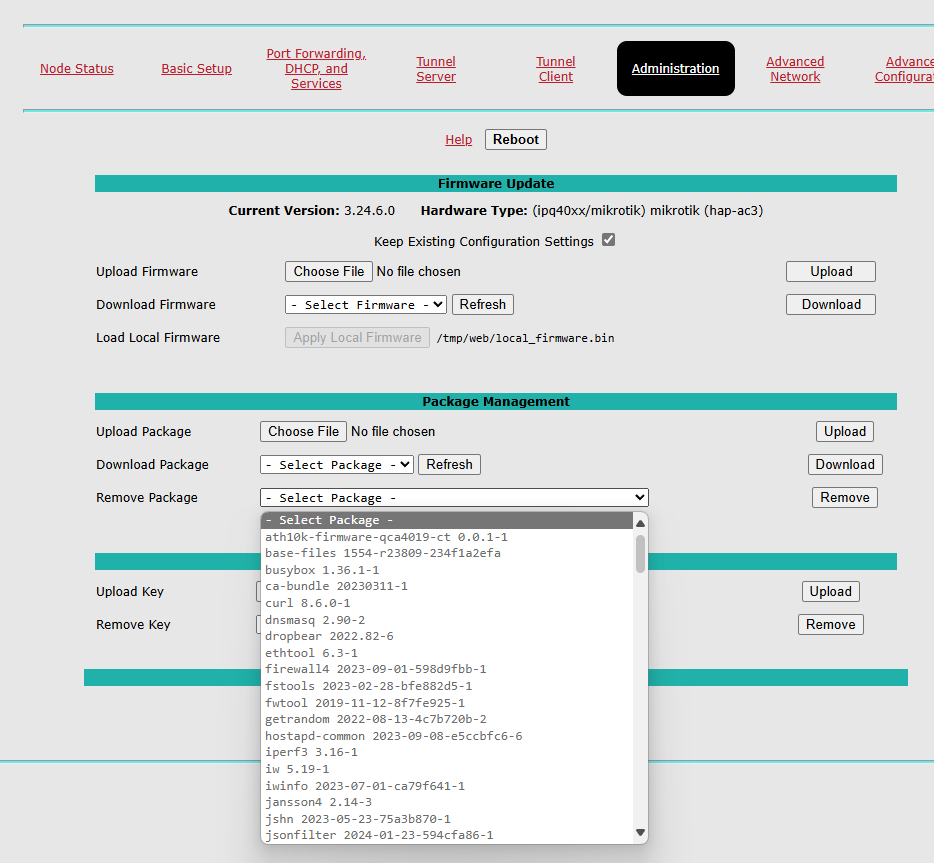 Node Status
Basic Setup
Port Forwarding,
DHCP, and
Services
Tunnel
Server
Tunnel
Client
Administration
Advanced
Network
Advance
Configurat
Help Reboot
Firmware Update
Current Version: 3.24.6.0 Hardware Type: (ipq40xx/mikrotik) mikrotik (hap-ac3)
Keep Existing Configuration Settings
Upload Firmware Choose File No file chosen Upload
Download Firmware - Select Firmware - Refresh Download
Load Local Firmware Apply Local Firmware /tmp/web/local_firmware.bin
Package Management
Upload Package Choose File No file chosen Upload
Download Package - Select Package - Refresh Download
Remove Package - Select Package - Remove
- Select Package -
ath10k-firmware-qca4019-ct 0.0.1-1
base-files 1554-r23809-234f1a2efa
busybox 1.36.1-1
ca-bundle 20230311-1
curl 8.6.0-1
dnsmasq 2.90-2
dropbear 2022.82-6
ethtool 6.3-1
firewall4 2023-09-01-598d9fbb-1
fstools 2023-02-28-bfe882d5-1
fwtool 2019-11-12-8f7fe925-1
getrandom 2022-08-13-4c7b720b-2
hostapd-common 2023-09-08-e5ccbfc6-6
iperf3 3.16-1
iw 5.19-1
iwinfo 2023-07-01-ca79f641-1
jansson4 2.14-3
jshn 2023-05-23-75a3b870-1
jsonfilter 2024-01-23-594cfa86-1
Upload Key Upload
Remove Key Remove